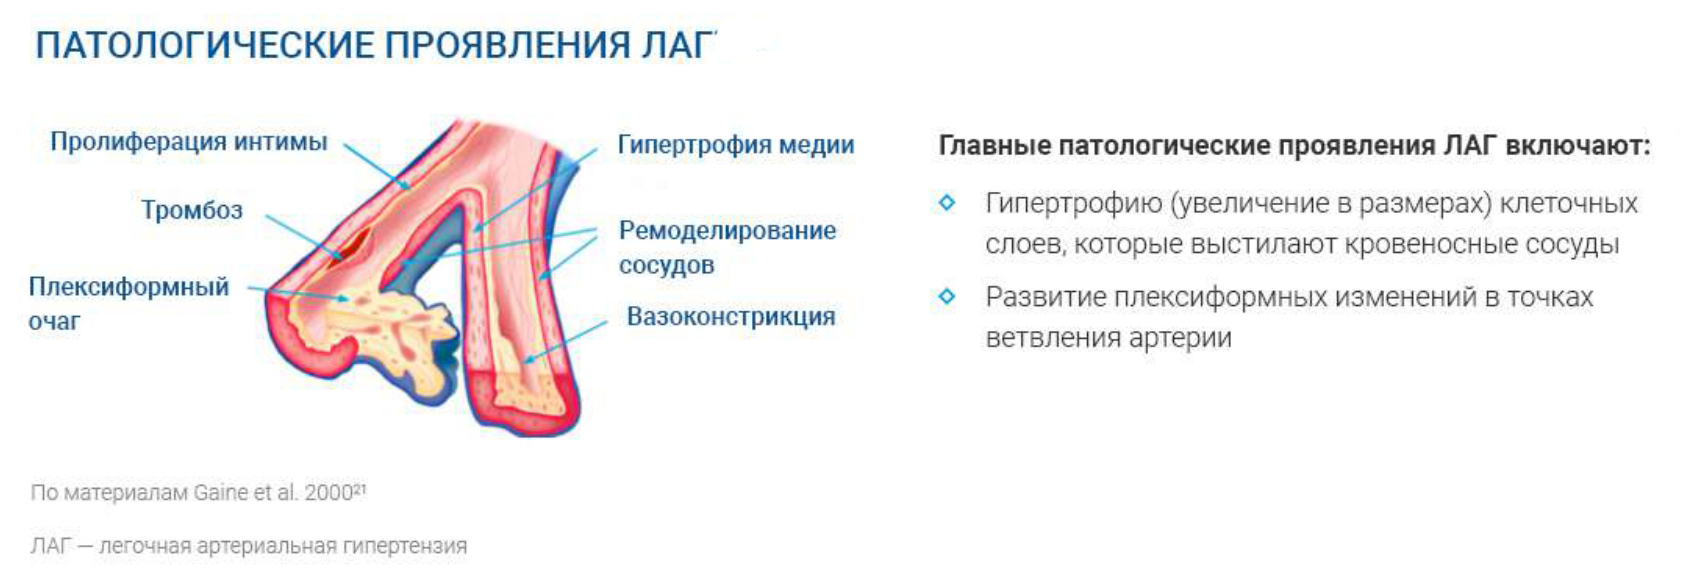 ПАТОЛОГИЧЕСКИЕ ПРОЯВЛЕНИЯ ЛАГ
Пролиферация интимы
Тромбоз
Плексиформный
очаг
Гипертрофия медии
Ремоделирование
сосудов
Вазоконстрикция
Главные патологические проявления ЛАГ включают:
Гипертрофию (увеличение в размерах) клеточных
слоев, которые выстилают кровеносные сосуды
Развитие плексиформных изменений в точках
ветвления артерии
По материалам Gaine et al. 2000²¹
ЛАГ — легочная артериальная гипертензия